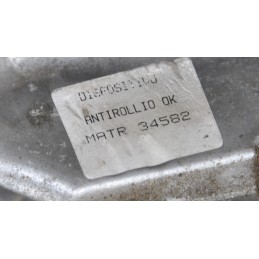 DISPOSITIVO
ANTIROLLIO OK
MATR 34582